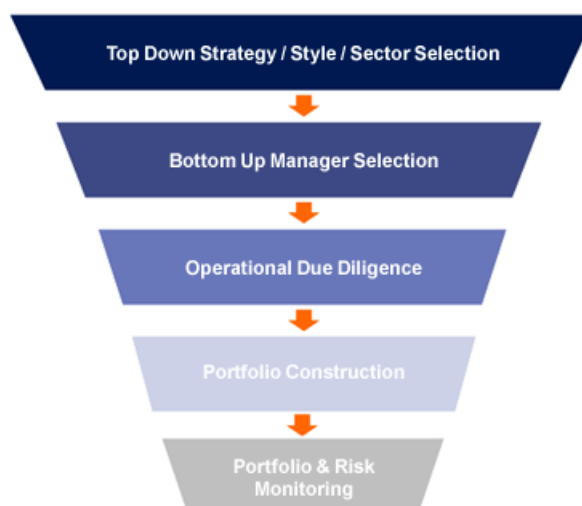 Top Down Strategy / Style / Sector Selection
Bottom Up Manager Selection
Operational Due Diligence
Portfolio Construction
Portfolio & Risk
Monitoring